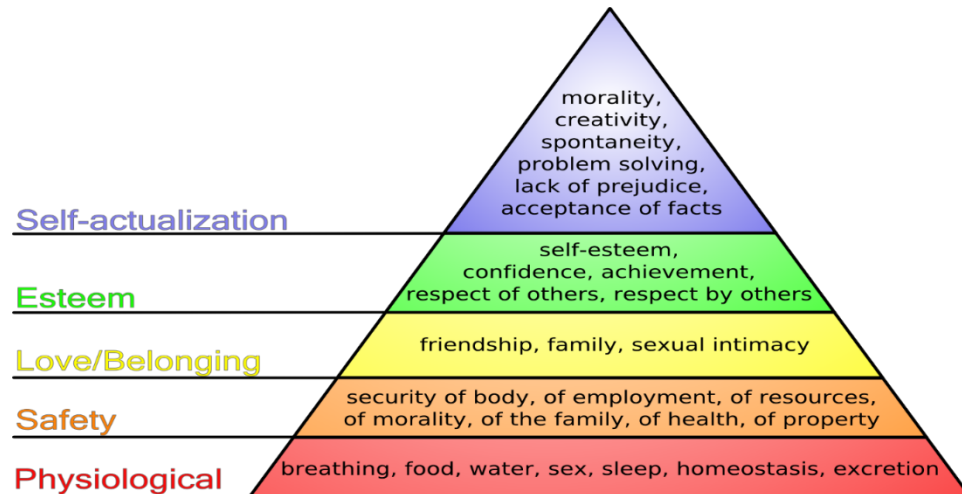 morality,
creativity,
spontaneity,
problem solving,
lack of prejudice,
acceptance of facts
Self-actualization
self-esteem,
confidence, achievement,
respect of others, respect by others
Esteem
friendship, family, sexual intimacy
Love/Belonging
security of body, of employment, of resources,
of morality, of the family, of health, of property
Safety
breathing, food, water, sex, sleep, homeostasis, excretion
Physiological